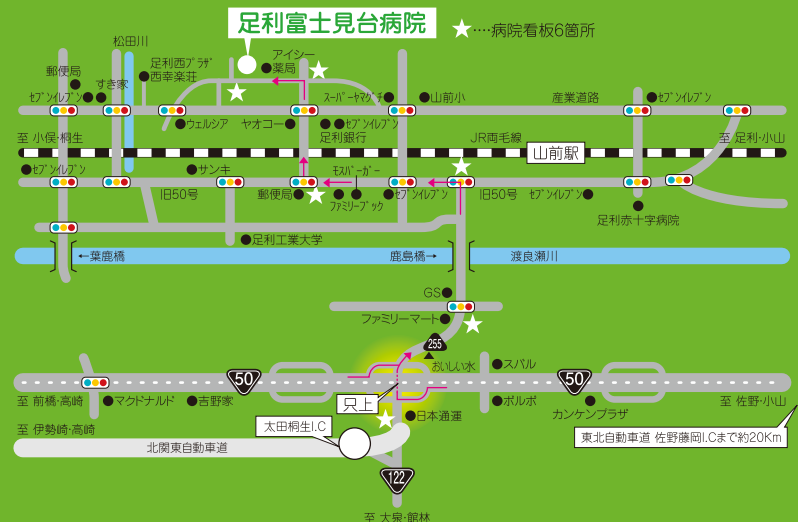 足利富士見台病院
★‥‥病院看板6箇所
松田川
アイシー
薬局
足利西プラザ
西幸楽荘
郵便局
すき家
セブンイレブン
スーパーヤマグチ
山前小
産業道路
セブンイレブン
ウェルシア
ヤオコー
セブンイレブン
足利銀行
至 小俣・桐生
JR両毛線
山前駅
至 足利・小山
セブンイレブン
サンキ
モスバーガー
旧50号
郵便局
ファミリーブック
セブンイレブン
旧50号
セブンイレブン
足利赤十字病院
足利工業大学
←葉鹿橋
鹿島橋→
渡良瀬川
GS
ファミリーマート
255
おいしい水
スバル
50
50
只上
至 前橋・高崎
マクドナルド
吉野家
日本通運
ボルボ
カンケンプラザ
至 佐野・小山
至 伊勢崎・高崎
太田桐生I.C
東北自動車道 佐野藤岡I.Cまで約20Km
北関東自動車道
122
至 大泉・館林